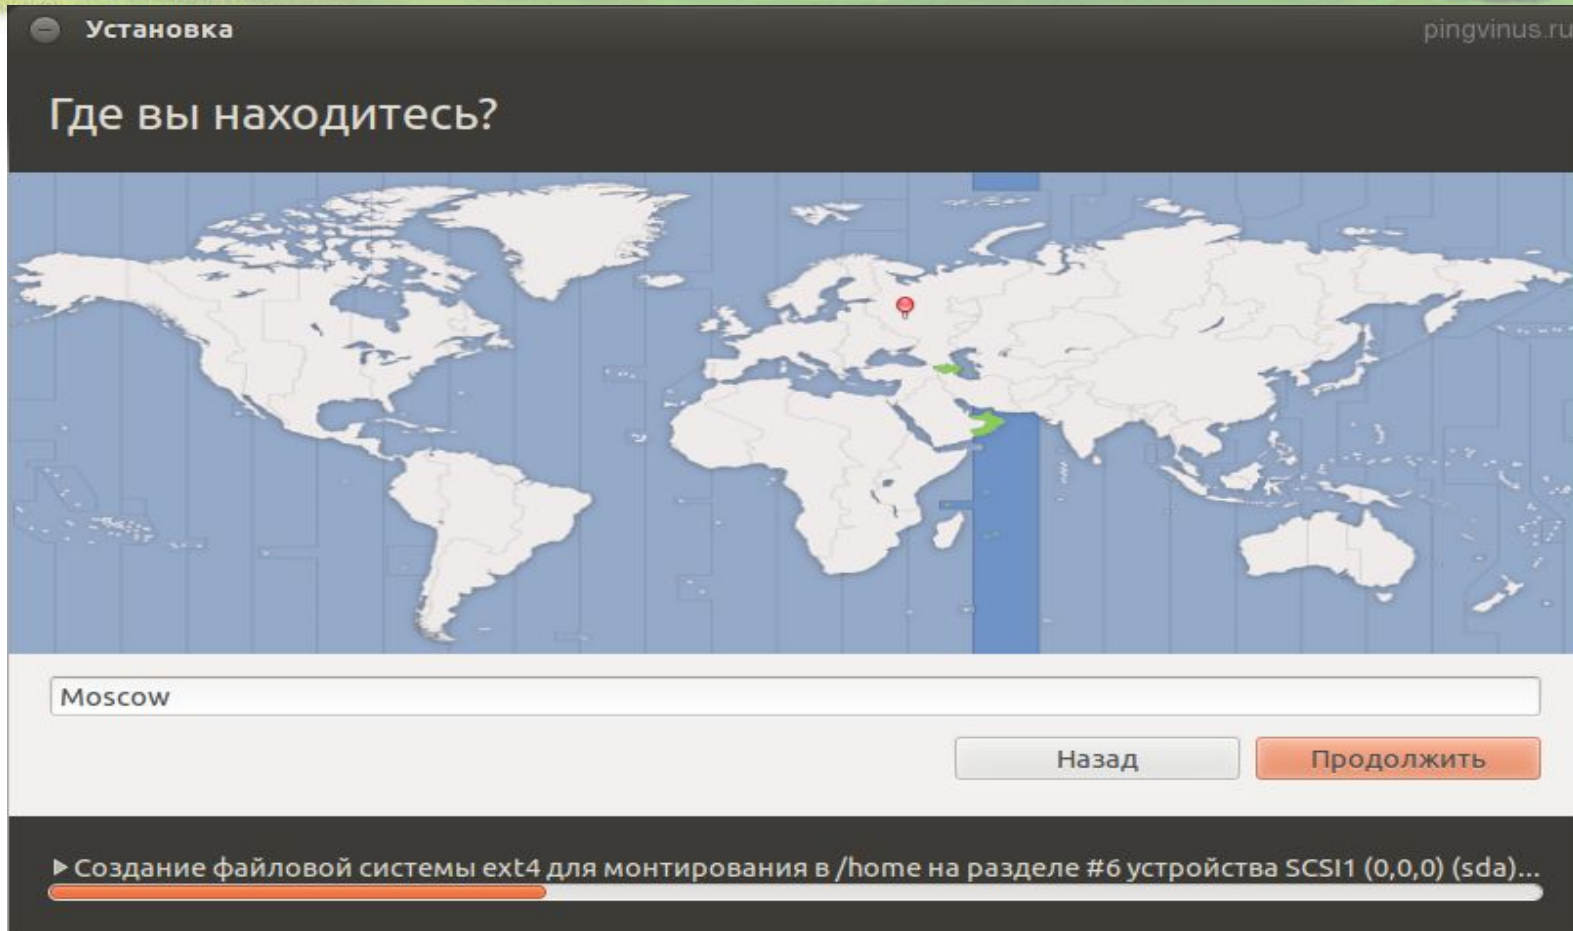 Установка
pingvinus.ru
Где вы находитесь?
Moscow
Назад
Продолжить
Создание файловой системы ext4 для монтирования в /home на разделе #6 устройства SCSI1 (0,0,0) (sda)...